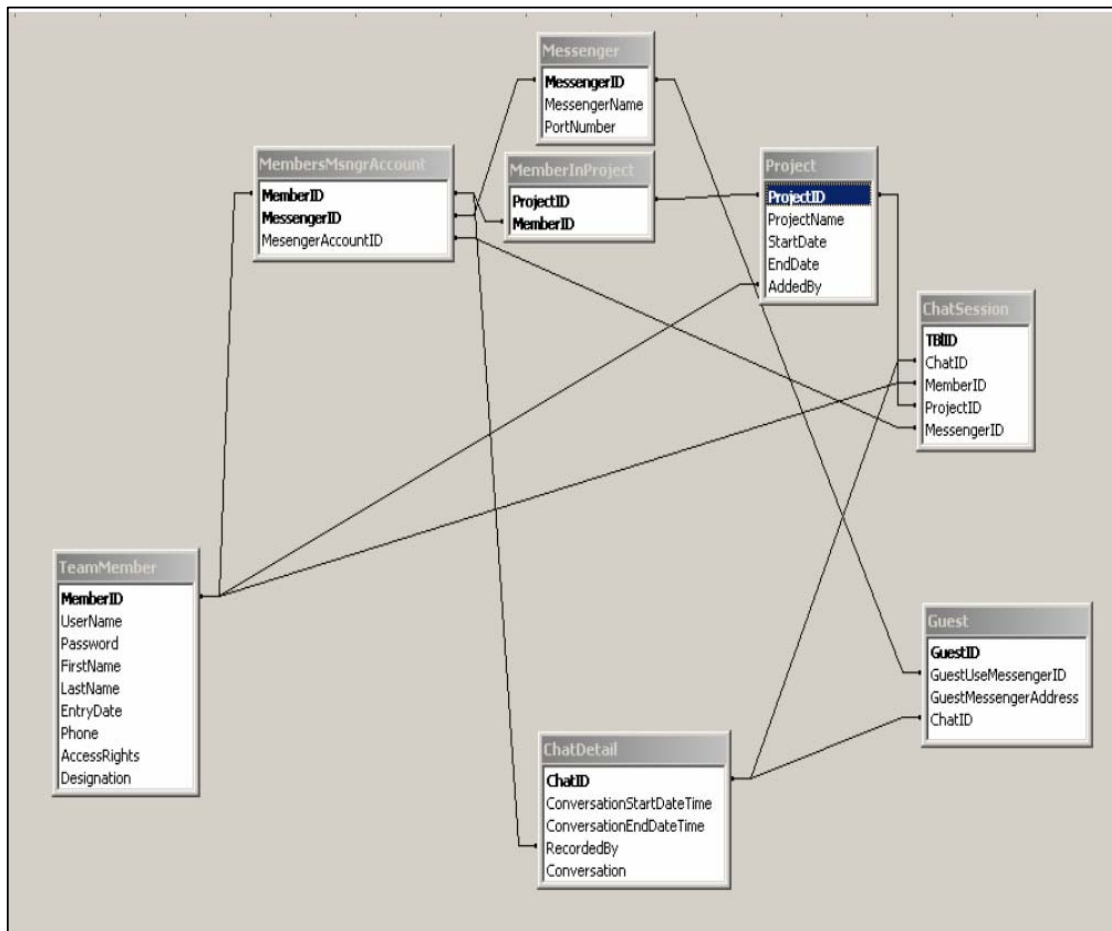 Messenger
MessengerID
MessengerName
PortNumber
MembersMsngrAccount
MemberID
MessengerID
MesengerAccountID
MemberInProject
ProjectID
MemberID
Project
ProjectID
ProjectName
StartDate
EndDate
AddedBy
ChatSession
TBlID
ChatID
MemberID
ProjectID
MessengerID
TeamMember
MemberID
UserName
Password
FirstName
LastName
EntryDate
Phone
AccessRights
Designation
Guest
GuestID
GuestUseMessengerID
GuestMessengerAddress
ChatID
ChatDetail
ChatID
ConversationStartDateTime
ConversationEndDateTime
RecordedBy
Conversation